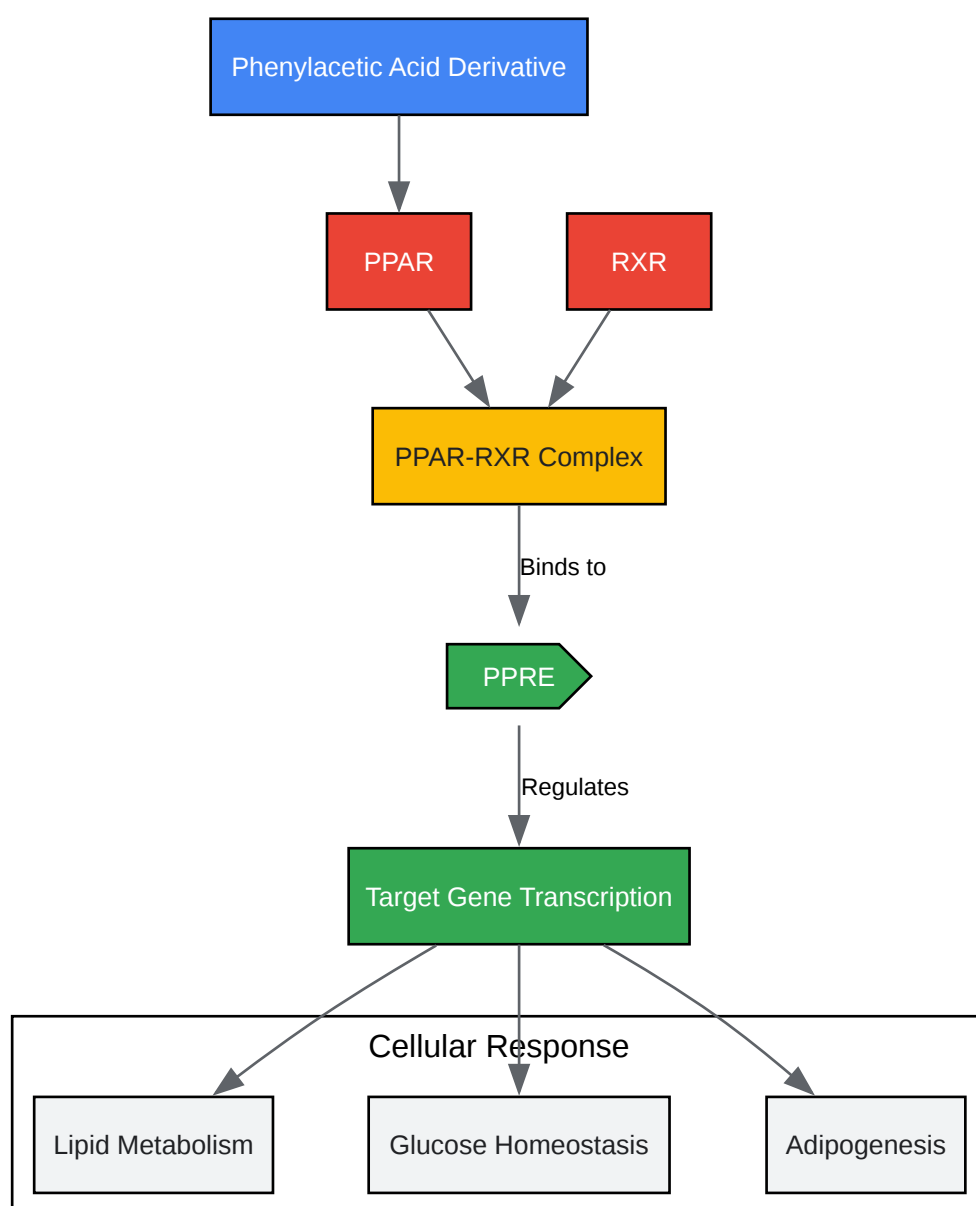 Phenylacetic Acid Derivative
PPAR
RXR
PPAR-RXR Complex
Binds to
PPRE
Regulates
Target Gene Transcription
Cellular Response
Lipid Metabolism
Glucose Homeostasis
Adipogenesis